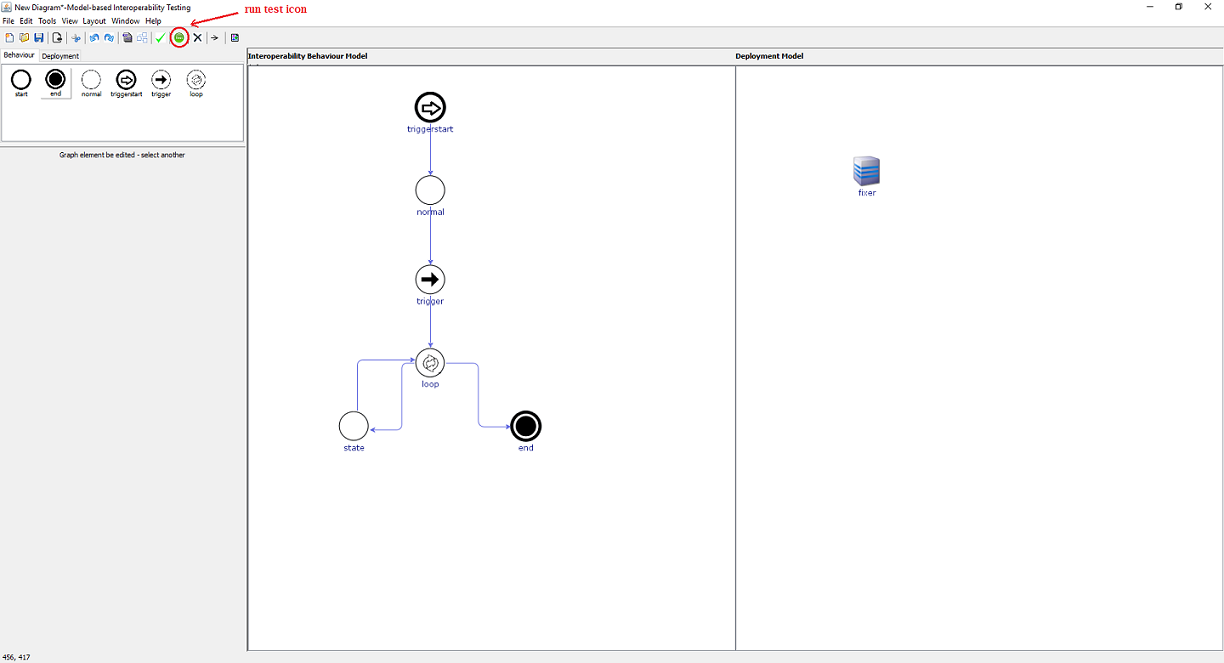 New Diagram*-Model-based Interoperability Testing
run test icon
File Edit Tools View Layout Window Help
Behaviour Deployment
Interoperability Behaviour Model
Deployment Model
start end normal triggerstart trigger loop
Graph element be edited - select another
triggerstart
fixer
normal
trigger
loop
state
end
456, 417